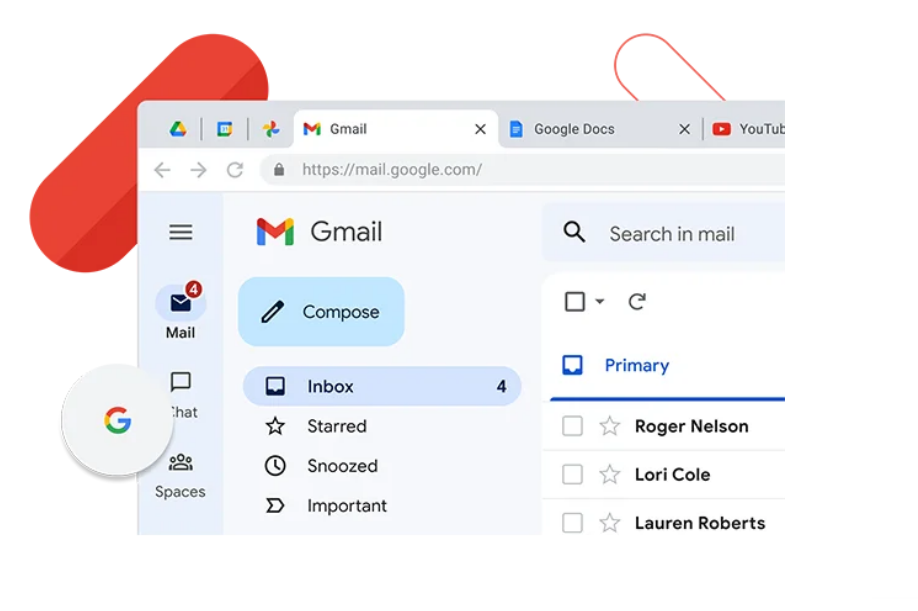 Gmail
Google Docs
YouTub
https://mail.google.com/
Gmail
Search in mail
4
Mail
Compose
Primary
Inbox 4
Chat
Starred
Roger Nelson
Snoozed
Lori Cole
Spaces
Important
Lauren Roberts